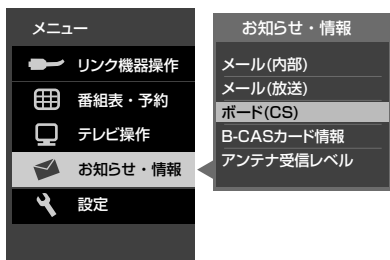 メニュー
リンク機器操作
番組表・予約
テレビ操作
お知らせ・情報
設定
お知らせ・情報
メール(内部)
メール(放送)
ボード(CS)
B-CASカード情報
アンテナ受信レベル